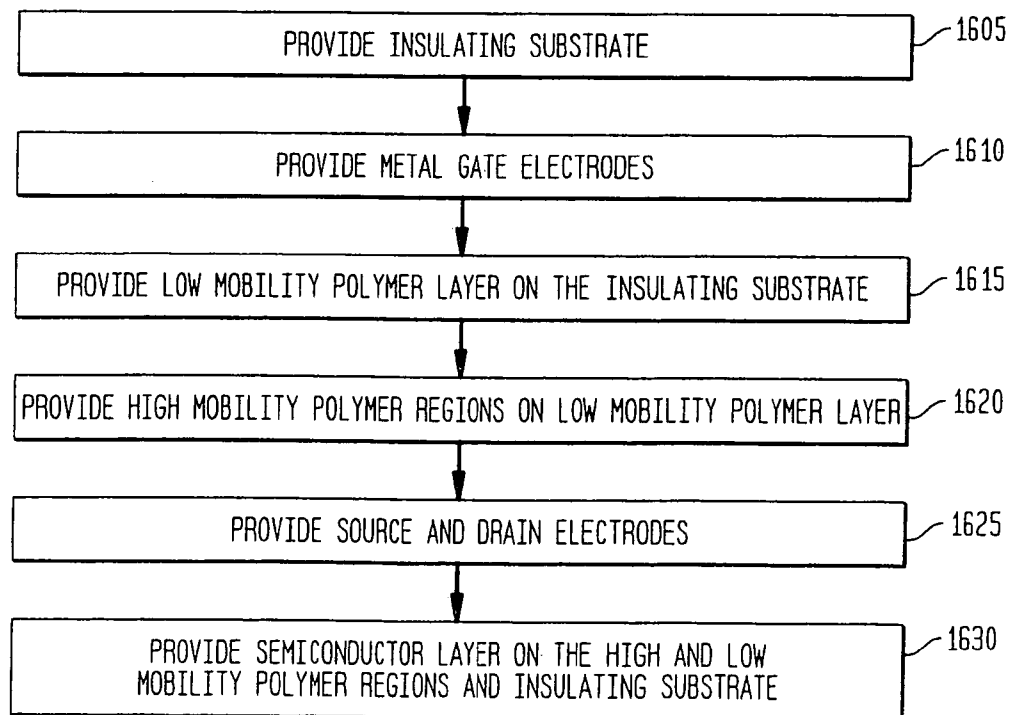 PROVIDE INSULATING SUBSTRATE
1605
PROVIDE METAL GATE ELECTRODES
1610
PROVIDE LOW MOBILITY POLYMER LAYER ON THE INSULATING SUBSTRATE
1615
PROVIDE HIGH MOBILITY POLYMER REGIONS ON LOW MOBILITY POLYMER LAYER
1620
PROVIDE SOURCE AND DRAIN ELECTRODES
1625
PROVIDE SEMICONDUCTOR LAYER ON THE HIGH AND LOW
MOBILITY POLYMER REGIONS AND INSULATING SUBSTRATE
1630